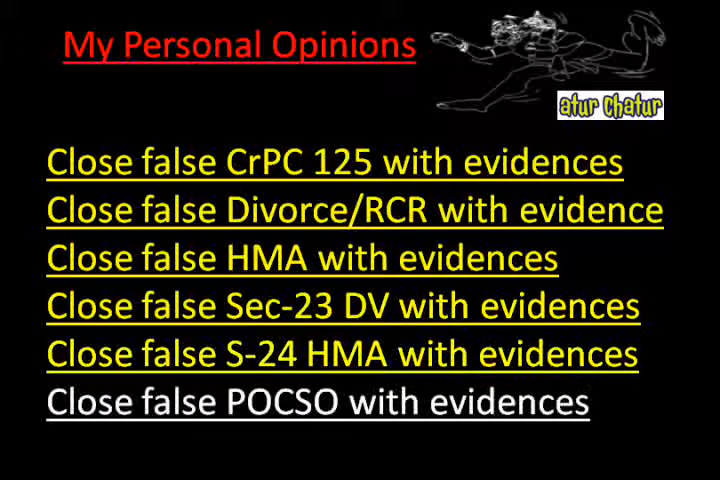 My Personal Opinions
atur Chatur
Close false CrPC 125 with evidences
Close false Divorce/RCR with evidence
Close false HMA with evidences
Close false Sec-23 DV with evidences
Close false S-24 HMA with evidences
Close false POCSO with evidences